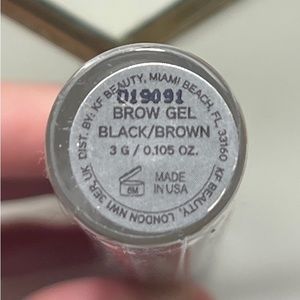 DIST. BY: KF BEAUTY, MIAMI BEACH, FL 33160 KF BEAUTY, LONDON NW1 3ER, UK
019091
BROW GEL
BLACK/BROWN
3 G / 0.105 OZ.
6M
MADE
IN USA